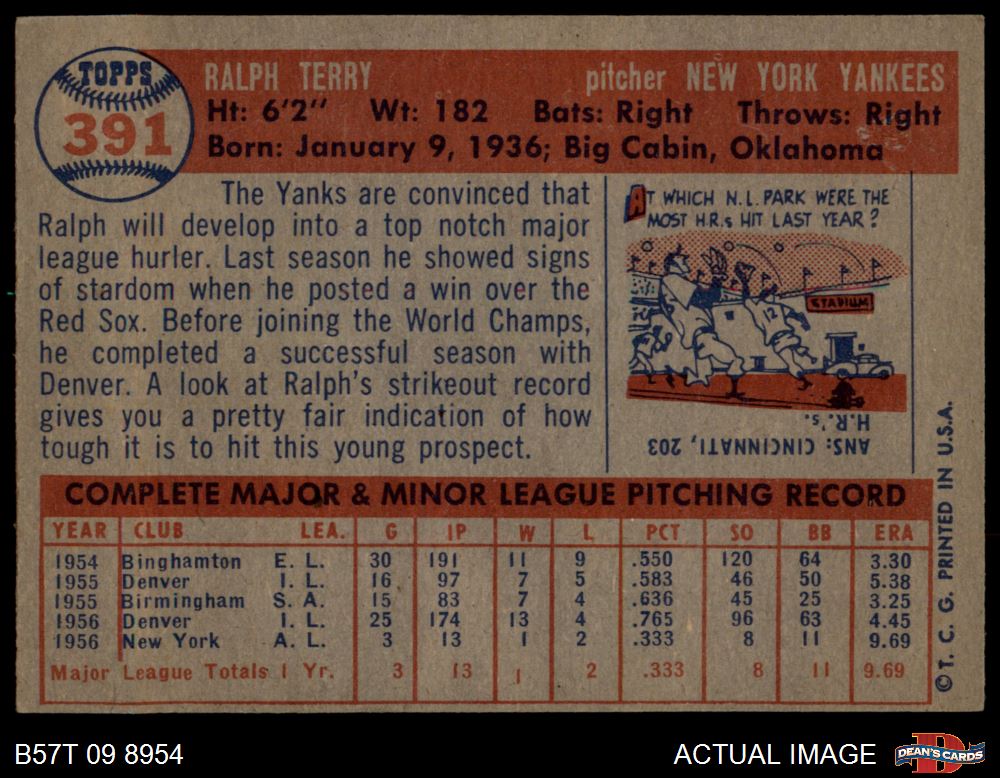 TOPPS
391
RALPH TERRY pitcher NEW YORK YANKEES
Ht: 6'2" Wt: 182 Bats: Right Throws: Right
Born: January 9, 1936; Big Cabin, Oklahoma
The Yanks are convinced that
Ralph will develop into a top notch major
league hurler. Last season he showed signs
of stardom when he posted a win over the
Red Sox. Before joining the World Champs,
he completed a successful season with
Denver. A look at Ralph's strikeout record
gives you a pretty fair indication of how
tough it is to hit this young prospect.
AT WHICH N.L. PARK WERE THE
MOST H.R.s HIT LAST YEAR?
STADIUM
12
ANS: CINCINNATI, 203
H.R.'s.
COMPLETE MAJOR & MINOR LEAGUE PITCHING RECORD
YEAR CLUB LEA. G IP W L PCT SO BB ERA
1954 Binghamton E. L. 30 191 11 9 .550 120 64 3.30
1955 Denver I. L. 16 97 7 5 .583 46 50 5.38
1955 Birmingham S. A. 15 83 7 4 .636 45 25 3.25
1956 Denver I. L. 25 174 13 4 .765 96 63 4.45
1956 New York A. L. 3 13 1 2 .333 8 11 9.69
Major League Totals 1 Yr. 3 13 1 2 .333 8 11 9.69
© T. C. G. PRINTED IN U.S.A.
B57T 09 8954
ACTUAL IMAGE
D
DEAN'S CARDS